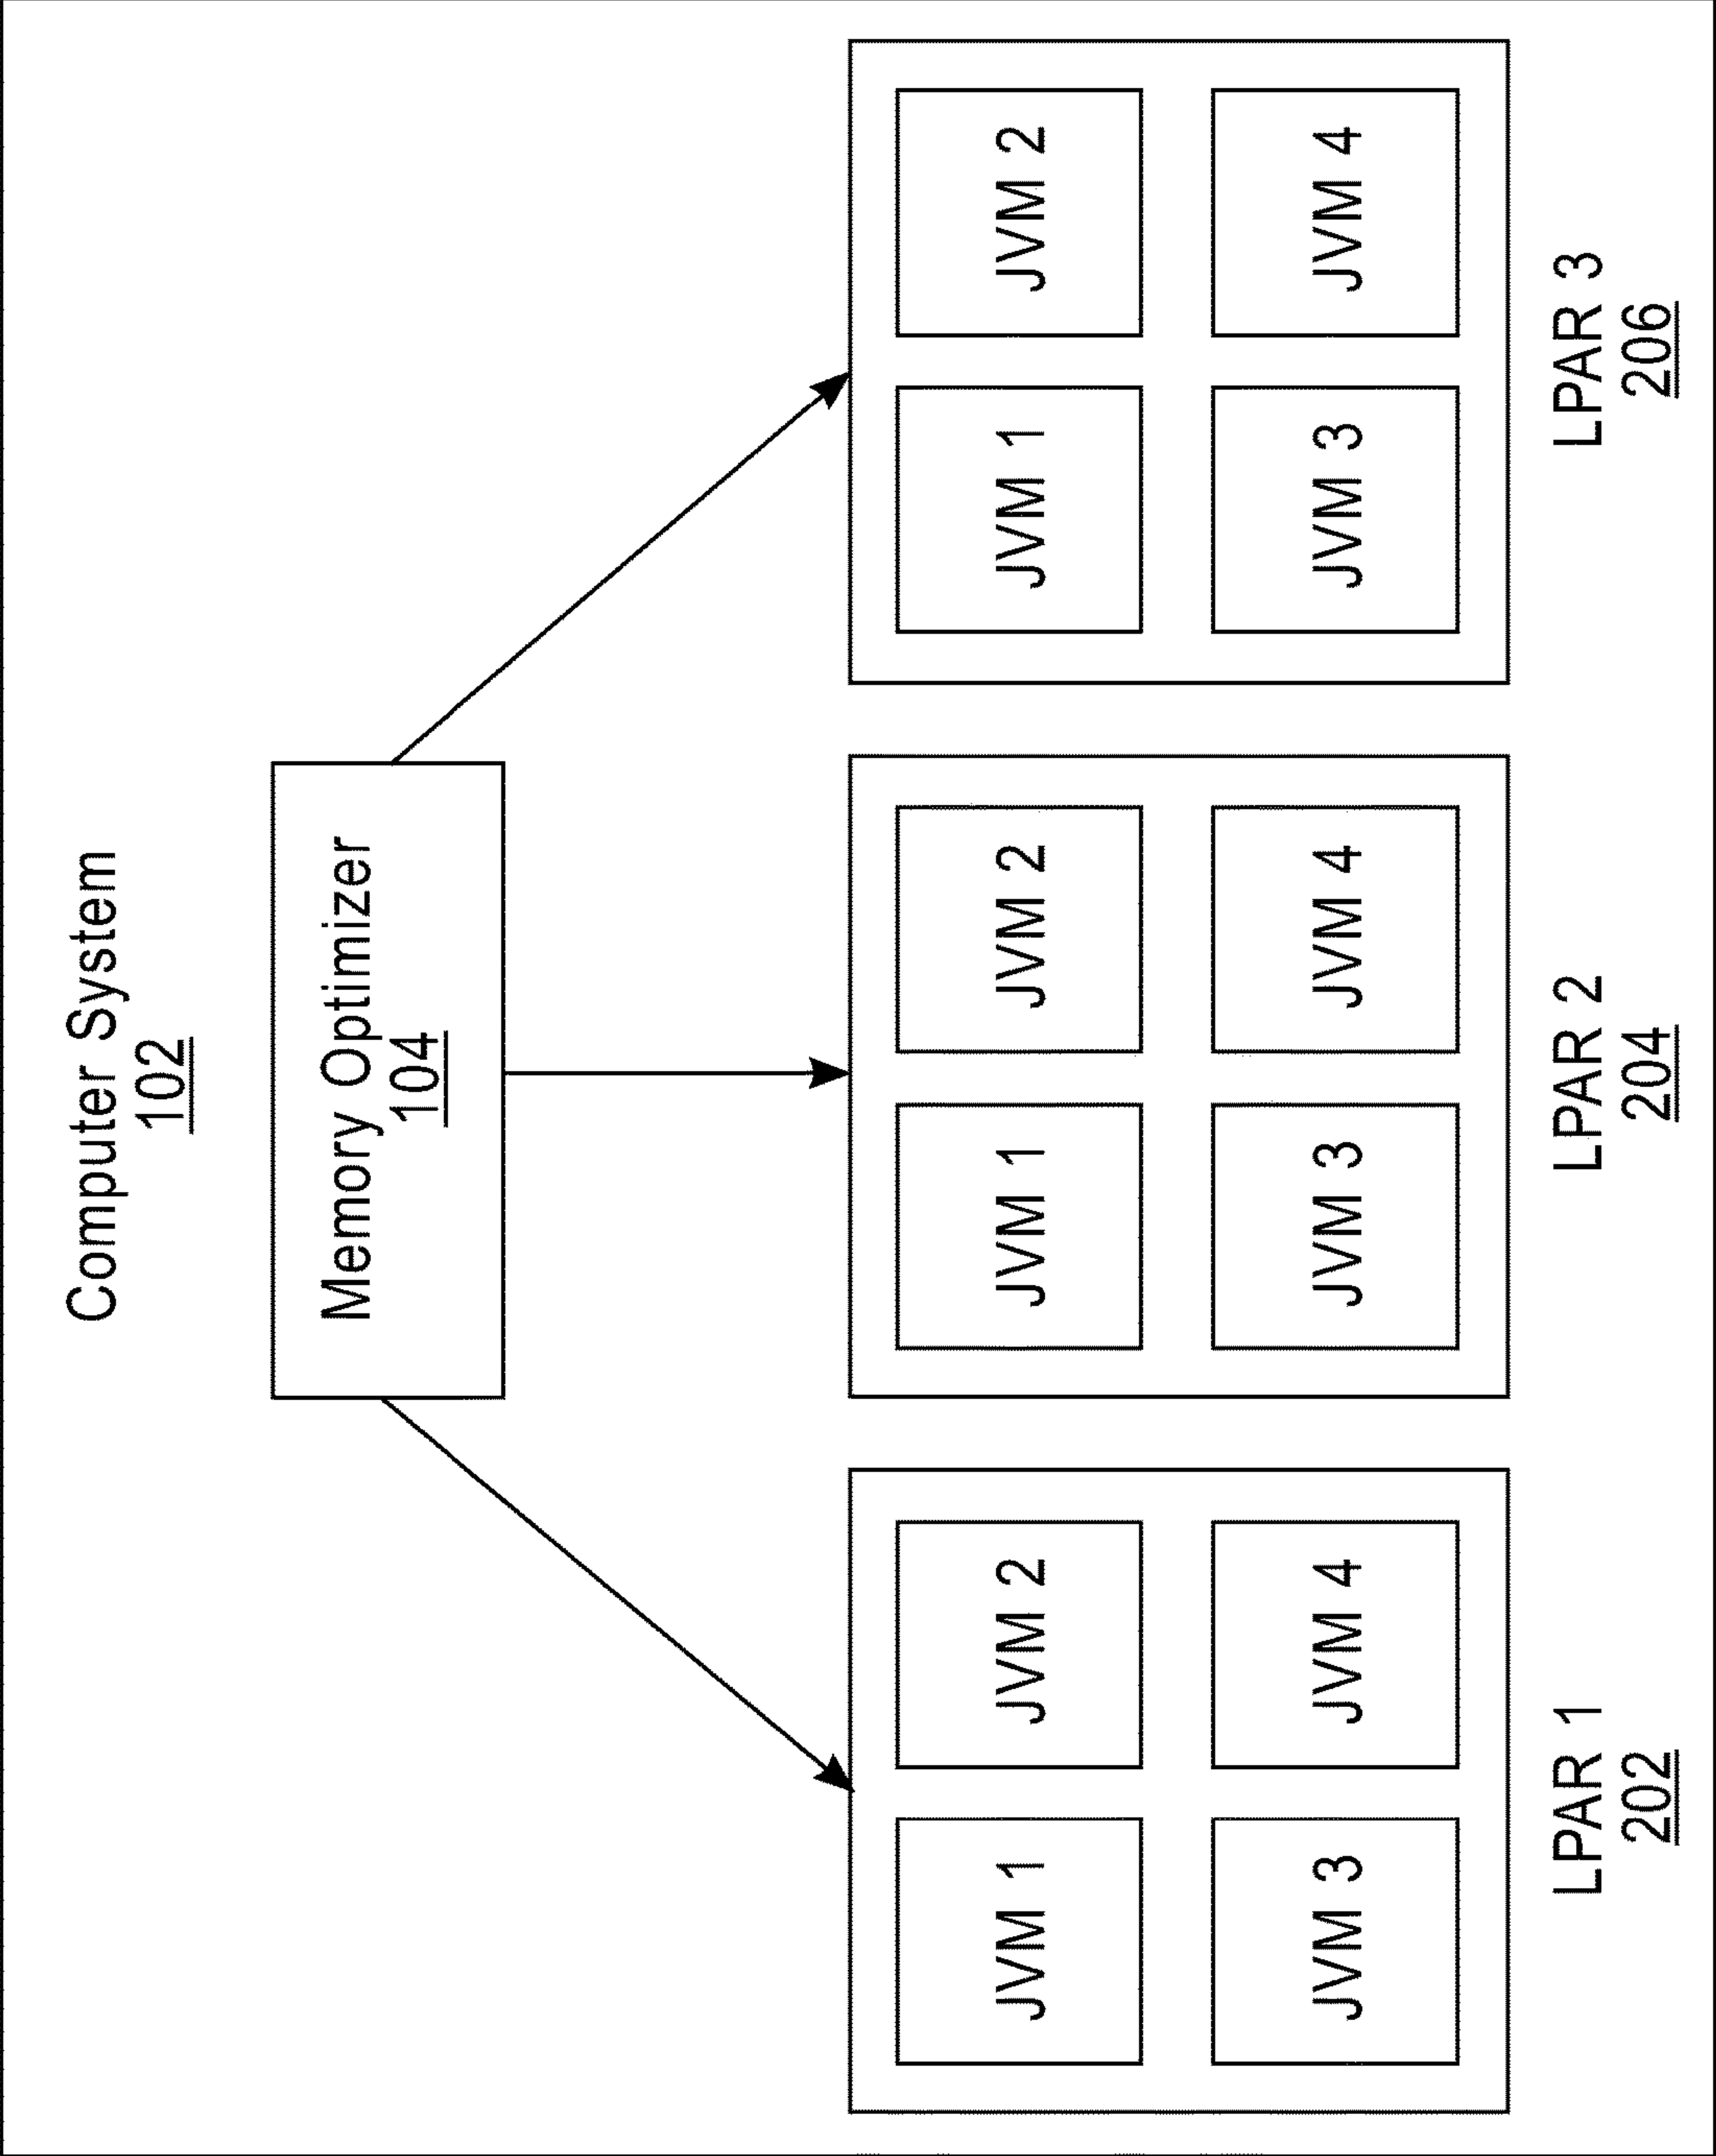 Computer System
102
Memory Optimizer
104
JVM 1
JVM 2
JVM 3
JVM 4
LPAR 1
202
JVM 1
JVM 2
JVM 3
JVM 4
LPAR 2
204
JVM 1
JVM 2
JVM 3
JVM 4
LPAR 3
206